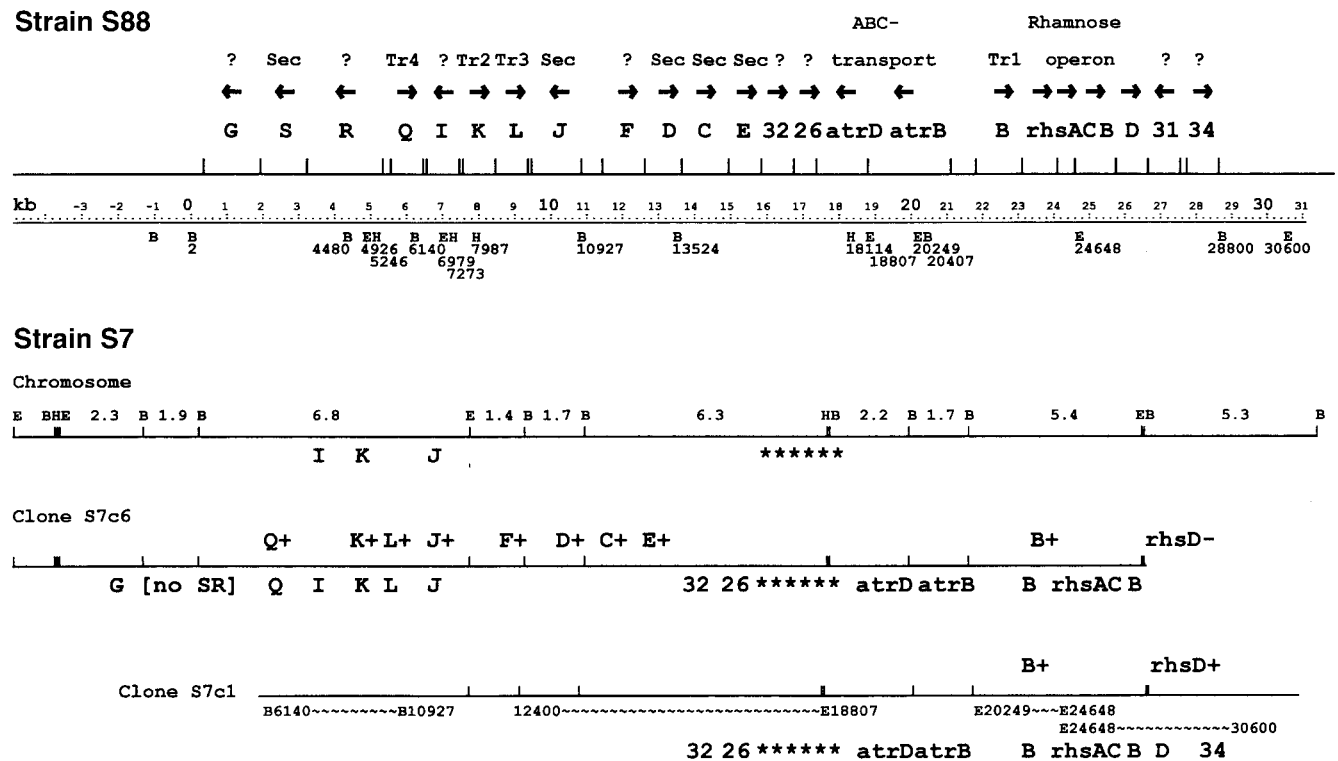 Strain S88
ABC- Rhamnose
? Sec ? Tr4 ? Tr2 Tr3 Sec ? Sec Sec Sec ? ? transport Tr1 operon ? ?
G S R Q I K L J F D C E 32 26 atrD atrB B rhsAC B D 31 34
kb -3 -2 -1 0 1 2 3 4 5 6 7 8 9 10 11 12 13 14 15 16 17 18 19 20 21 22 23 24 25 26 27 28 29 30 31
B B B EH B EH H B B H E EB E B E
2 4480 4926 6140 7987 10927 13524 18114 20249 24648 28800 30600
5246 6979 18807 20407
7273
Strain S7
Chromosome
E BHE 2.3 B 1.9 B 6.8 E 1.4 B 1.7 B 6.3 HB 2.2 B 1.7 B 5.4 EB 5.3 B
I K J ******
Clone S7c6
Q+ K+ L+ J+ F+ D+ C+ E+ B+ rhsD-
G [no SR] Q I K L J 32 26 ****** atrD atrB B rhsAC B
B+ rhsD+
Clone S7c1
B6140~~~~~~~~~B10927 12400~~~~~~~~~~~~~~~~~~~~~~~~~~E18807 E20249~~~E24648
E24648~~~~~~~~~~~~30600
32 26 ****** atrDatrB B rhsAC B D 34